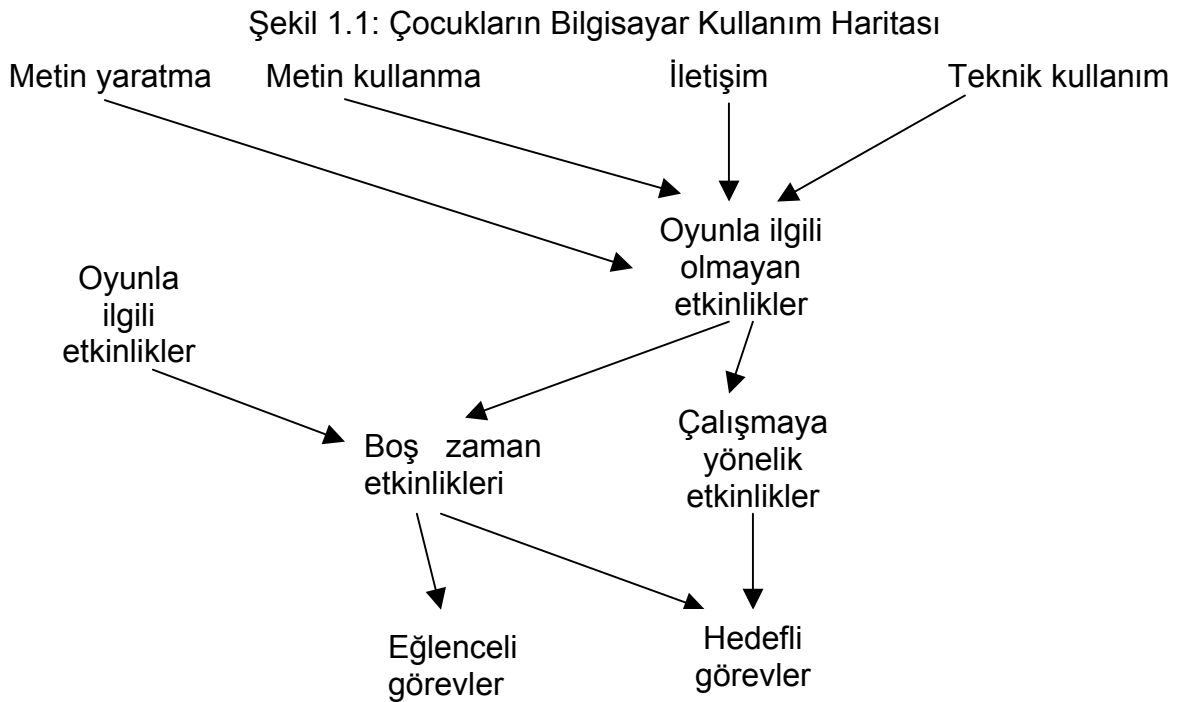 Şekil 1.1: Çocukların Bilgisayar Kullanım Haritası
Metin yaratma
Metin kullanma
İletişim
Teknik kullanım
Oyunla ilgili
olmayan
etkinlikler
Oyunla
ilgili
etkinlikler
Boş zaman
etkinlikleri
Çalışmaya
yönelik
etkinlikler
Eğlenceli
görevler
Hedefli
görevler